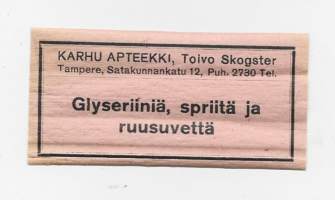 KARHU APTEEKKI, Toivo Skogster
Tampere, Satakunnankatu 12, Puh. 2730 Tel.
Glyseriiniä, spriitä ja
ruusuvettä